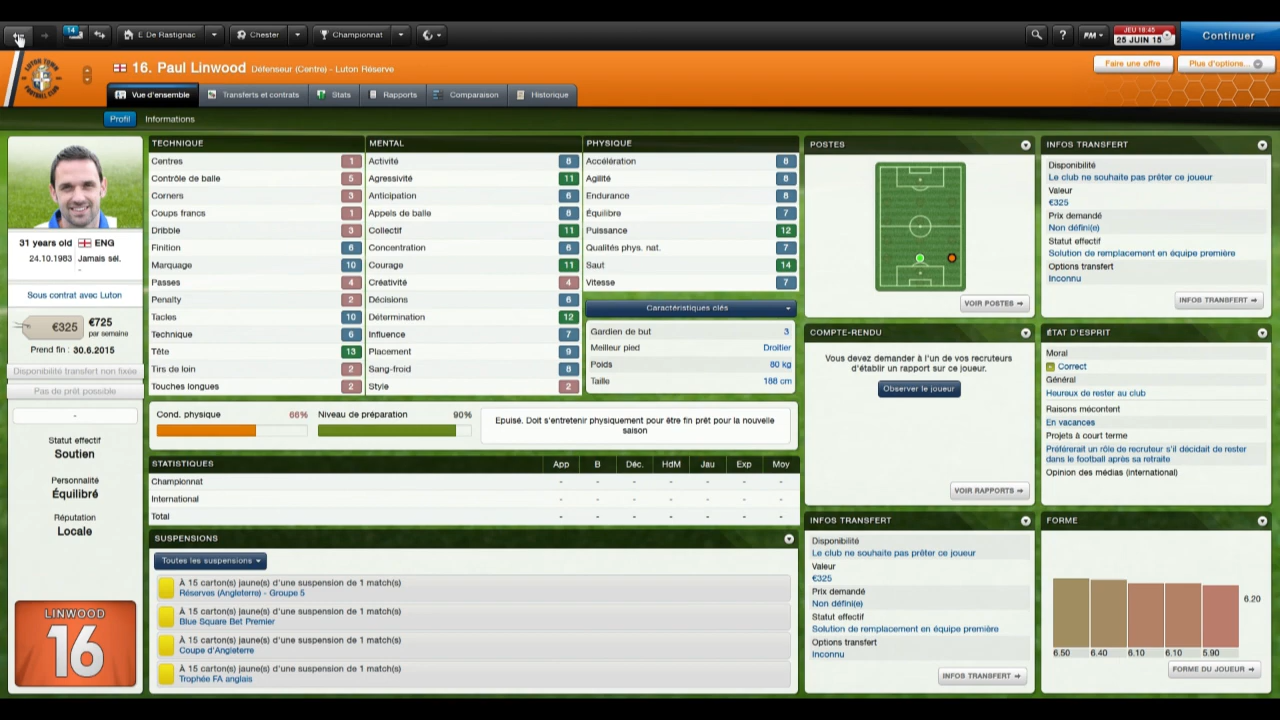 14
E. De Rastignac
Chester
Championnat
FM
JEU 18:45
25 JUIN 15
Continuer
16. Paul Linwood Défenseur (Centre) - Luton Réserve
Faire une offre
Plus d'options...
Vue d'ensemble
Transferts et contrats
Stats
Rapports
Comparaison
Historique
Profil
Informations
31 years old ENG
24.10.1983 Jamais sél.
-
Sous contrat avec Luton
€325
€725
par semaine
Prend fin : 30.6.2015
Disponibilité transfert non fixée
Pas de prêt possible
-
Statut effectif
Soutien
Personnalité
Équilibré
Réputation
Locale
LINWOOD
16
TECHNIQUE
Centres 1
Contrôle de balle 5
Corners 3
Coups francs 1
Dribble 3
Finition 6
Marquage 10
Passes 4
Penalty 2
Tacles 10
Technique 6
Tête 13
Tirs de loin 2
Touches longues 2
MENTAL
Activité 8
Agressivité 11
Anticipation 6
Appels de balle 8
Collectif 11
Concentration 8
Courage 11
Créativité 4
Décisions 6
Détermination 12
Influence 7
Placement 9
Sang-froid 8
Style 2
PHYSIQUE
Accélération 8
Agilité 8
Endurance 8
Équilibre 7
Puissance 12
Qualités phys. nat. 7
Saut 14
Vitesse 7
Caractéristiques clés
Gardien de but 3
Meilleur pied Droitier
Poids 80 kg
Taille 188 cm
Cond. physique 66%
Niveau de préparation 90%
Epuisé. Doit s'entretenir physiquement pour être fin prêt pour la nouvelle
saison
STATISTIQUES App B Déc. HdM Jau Exp Moy
Championnat - - - - - - -
International - - - - - - -
Total - - - - - - -
SUSPENSIONS
Toutes les suspensions
À 15 carton(s) jaune(s) d'une suspension de 1 match(s)
Réserves (Angleterre) - Groupe 5
À 15 carton(s) jaune(s) d'une suspension de 1 match(s)
Blue Square Bet Premier
À 15 carton(s) jaune(s) d'une suspension de 1 match(s)
Coupe d'Angleterre
À 15 carton(s) jaune(s) d'une suspension de 1 match(s)
Trophée FA anglais
POSTES
VOIR POSTES
COMPTE-RENDU
Vous devez demander à l'un de vos recruteurs
d'établir un rapport sur ce joueur.
Observer le joueur
VOIR RAPPORTS
INFOS TRANSFERT
Disponibilité
Le club ne souhaite pas prêter ce joueur
Valeur
€325
Prix demandé
Non défini(e)
Statut effectif
Solution de remplacement en équipe première
Options transfert
Inconnu
INFOS TRANSFERT
INFOS TRANSFERT
Disponibilité
Le club ne souhaite pas prêter ce joueur
Valeur
€325
Prix demandé
Non défini(e)
Statut effectif
Solution de remplacement en équipe première
Options transfert
Inconnu
INFOS TRANSFERT
ÉTAT D'ESPRIT
Moral
Correct
Général
Heureux de rester au club
Raisons mécontent
En vacances
Projets à court terme
Préférerait un rôle de recruteur s'il décidait de rester
dans le football après sa retraite
Opinion des médias (international)
FORME
6.20
6.50 6.40 6.10 6.10 5.90
FORME DU JOUEUR